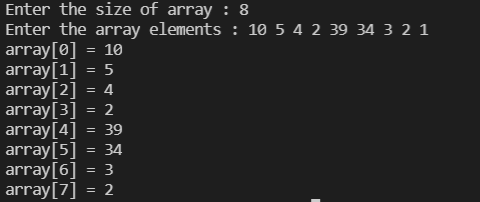 Enter the size of array : 8
Enter the array elements : 10 5 4 2 39 34 3 2 1
array[0] = 10
array[1] = 5
array[2] = 4
array[3] = 2
array[4] = 39
array[5] = 34
array[6] = 3
array[7] = 2